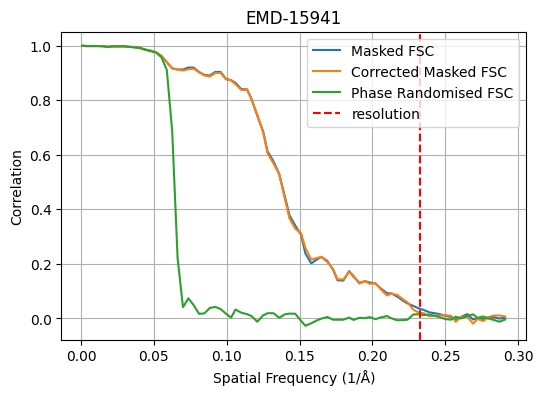 EMD-15941
Masked FSC
Corrected Masked FSC
Phase Randomised FSC
resolution
Correlation
1.0
0.8
0.6
0.4
0.2
0.0
0.00 0.05 0.10 0.15 0.20 0.25 0.30
Spatial Frequency (1/Å)